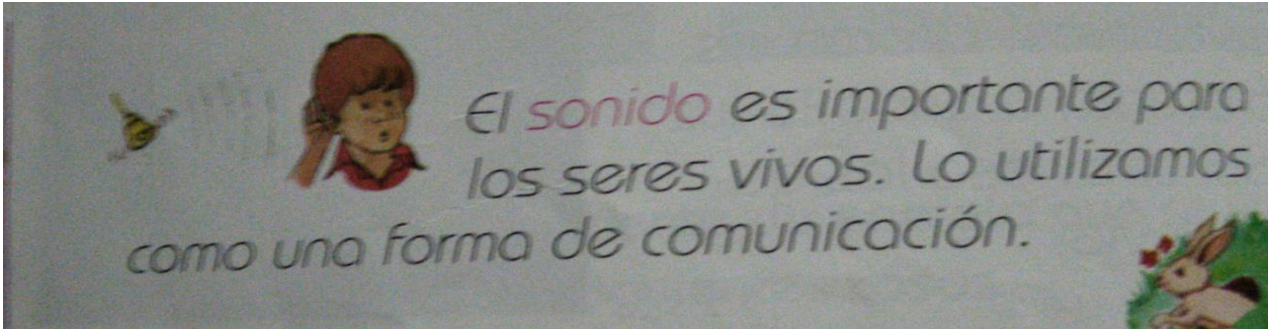 El sonido es importante para
los seres vivos. Lo utilizamos
como una forma de comunicación.